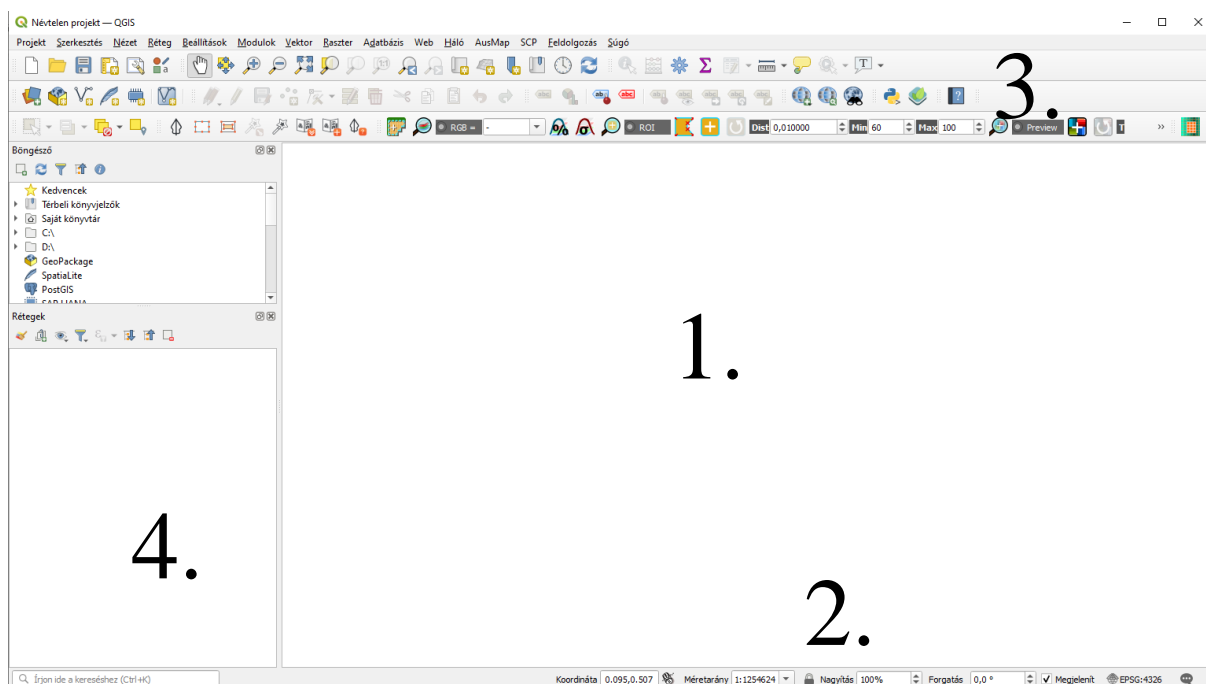 Névtelen projekt — QGIS
Projekt Szerkesztés Nézet Réteg Beállítások Modulok Vektor Raszter Adatbázis Web Háló AusMap SCP Feldolgozás Súgó
3.
RGB = - ROI Dist 0,010000 Min 60 Max 100 Preview T »
Böngésző
Kedvencek
Térbeli könyvjelzők
Saját könyvtár
C:\
D:\
GeoPackage
SpatiaLite
PostGIS
SAP HANA
Rétegek
1.
4.
2.
Írjon ide a kereséshez (Ctrl+K) Koordináta 0.095,0.507 Méretarány 1:1254624 Nagyítás 100% Forgatás 0,0 ° Megjelenít EPSG:4326